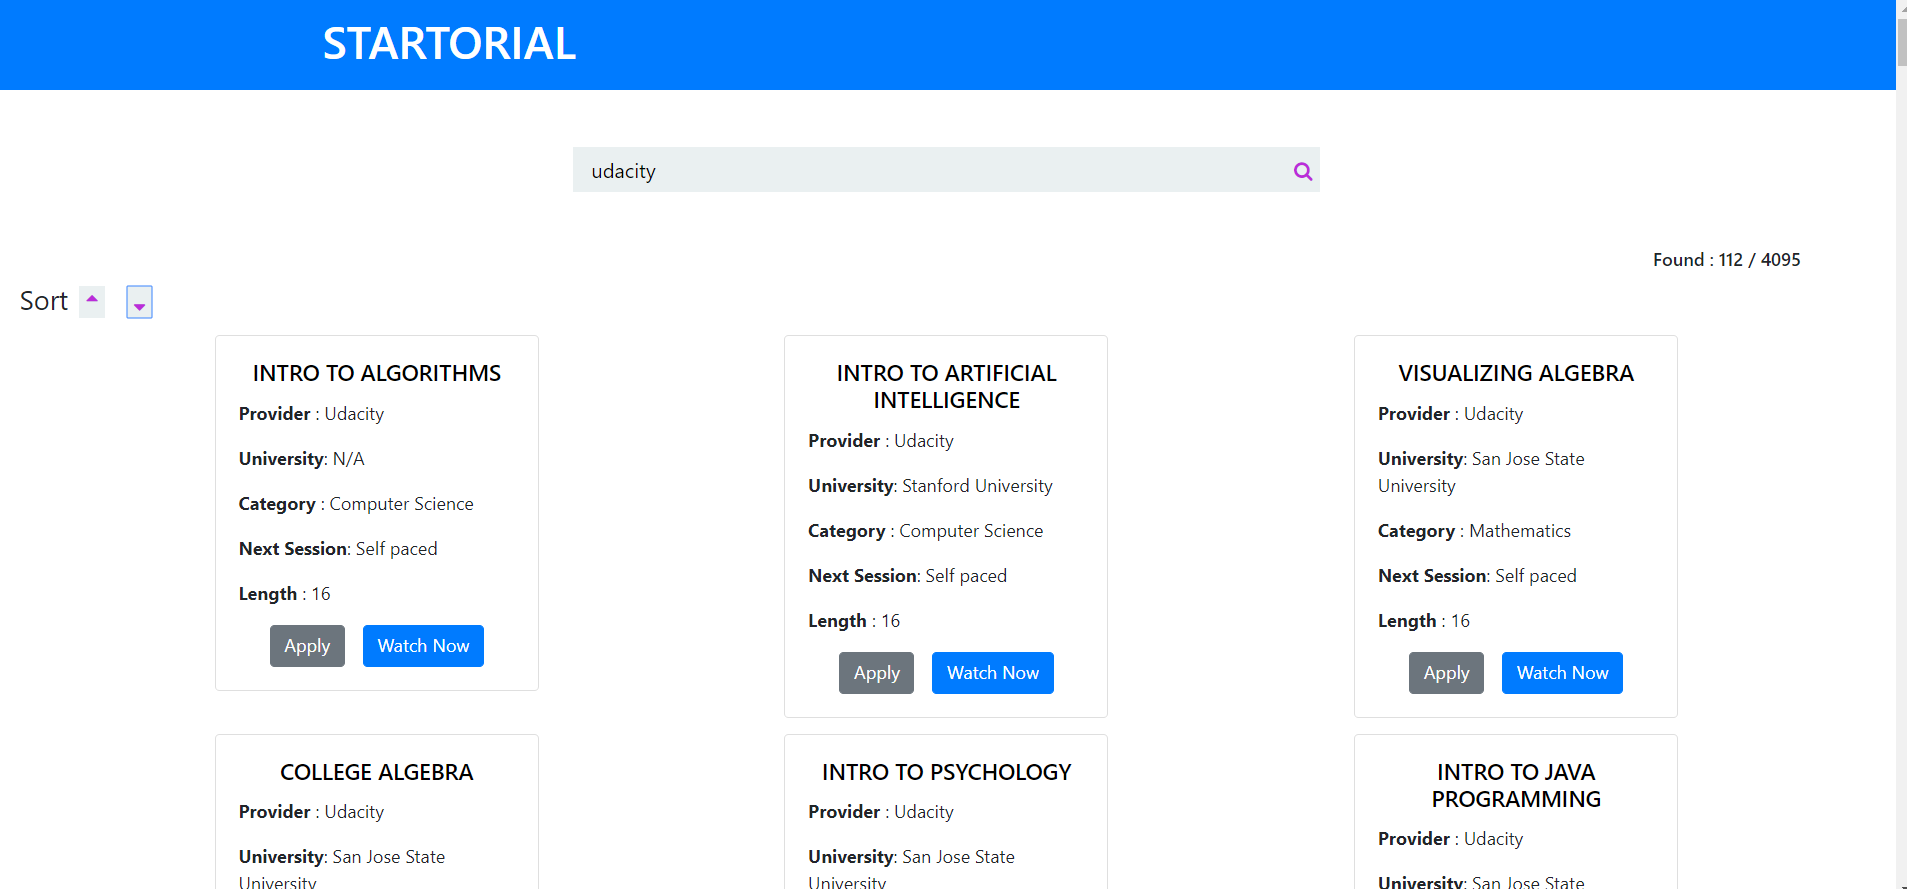 STARTORIAL
udacity
Found : 112 / 4095
Sort
INTRO TO ALGORITHMS
Provider : Udacity
University: N/A
Category : Computer Science
Next Session: Self paced
Length : 16
Apply
Watch Now
INTRO TO ARTIFICIAL
INTELLIGENCE
Provider : Udacity
University: Stanford University
Category : Computer Science
Next Session: Self paced
Length : 16
Apply
Watch Now
VISUALIZING ALGEBRA
Provider : Udacity
University: San Jose State
University
Category : Mathematics
Next Session: Self paced
Length : 16
Apply
Watch Now
COLLEGE ALGEBRA
Provider : Udacity
University: San Jose State
University
INTRO TO PSYCHOLOGY
Provider : Udacity
University: San Jose State
University
INTRO TO JAVA
PROGRAMMING
Provider : Udacity
University: San Jose State